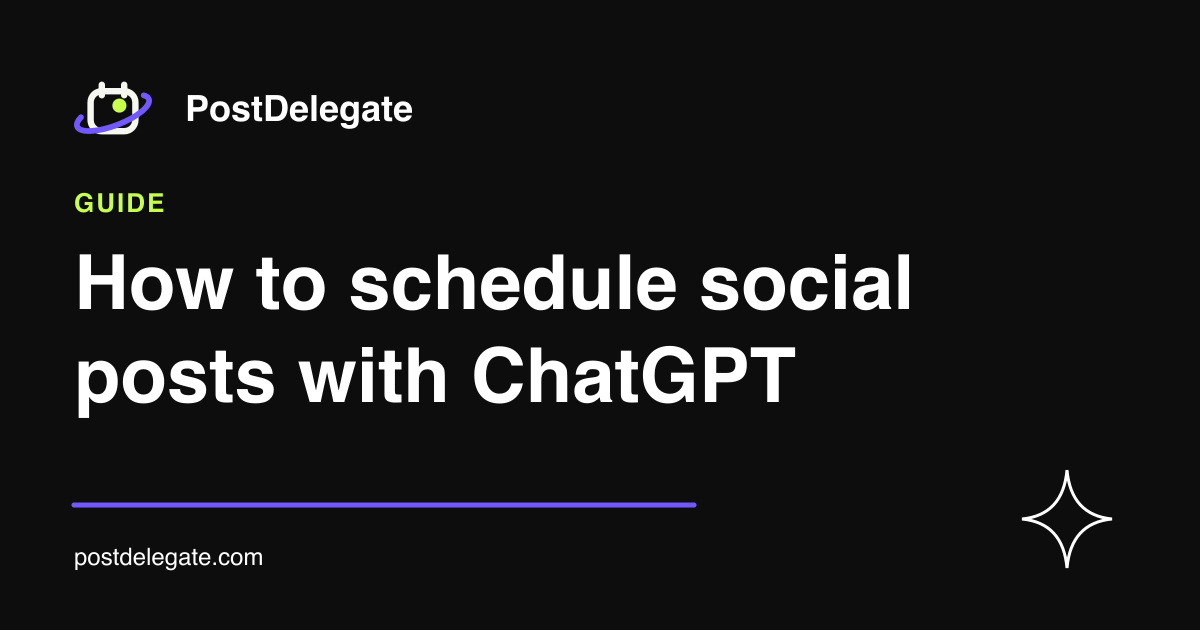 PostDelegate
GUIDE
How to schedule social
posts with ChatGPT
postdelegate.com